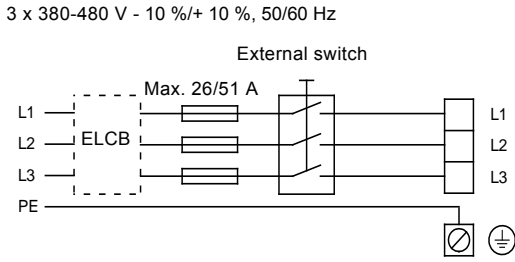 3 x 380-480 V - 10 %/+ 10 %, 50/60 Hz
External switch
Max. 26/51 A
L1
L1
L2
ELCB
L2
L3
L3
PE